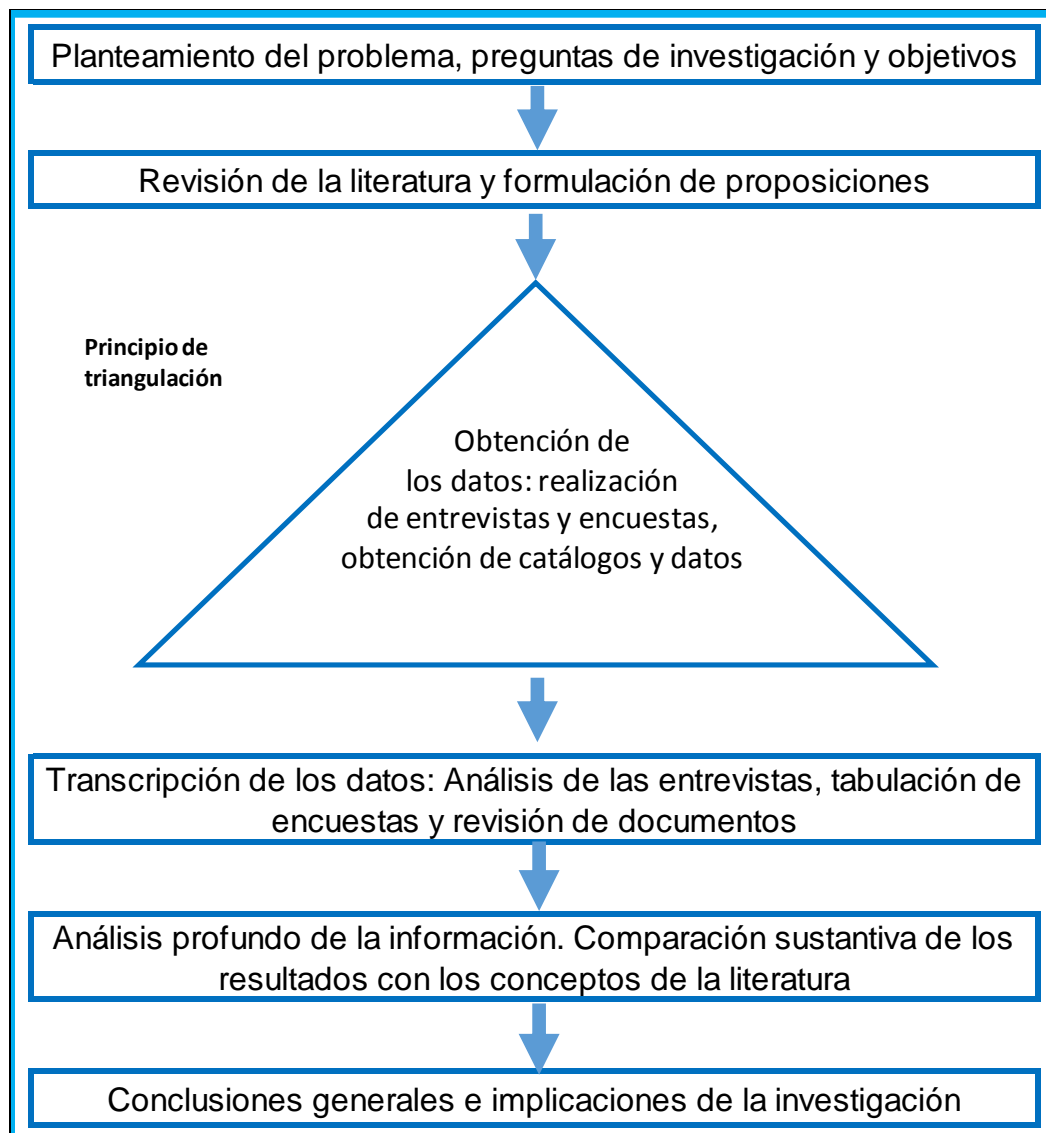 Planteamiento del problema, preguntas de investigación y objetivos
Revisión de la literatura y formulación de proposiciones
Principio de
triangulación
Obtención de
los datos: realización
de entrevistas y encuestas,
obtención de catálogos y datos
Transcripción de los datos: Análisis de las entrevistas, tabulación de
encuestas y revisión de documentos
Análisis profundo de la información. Comparación sustantiva de los
resultados con los conceptos de la literatura
Conclusiones generales e implicaciones de la investigación